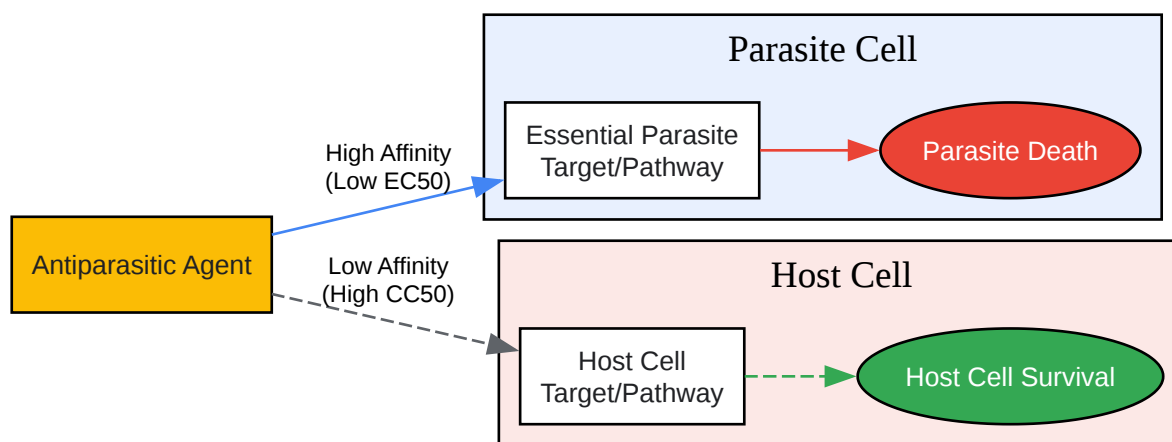 Parasite Cell
Essential Parasite
Target/Pathway
Parasite Death
High Affinity
(Low EC50)
Antiparasitic Agent
Low Affinity
(High CC50)
Host Cell
Host Cell
Target/Pathway
Host Cell Survival